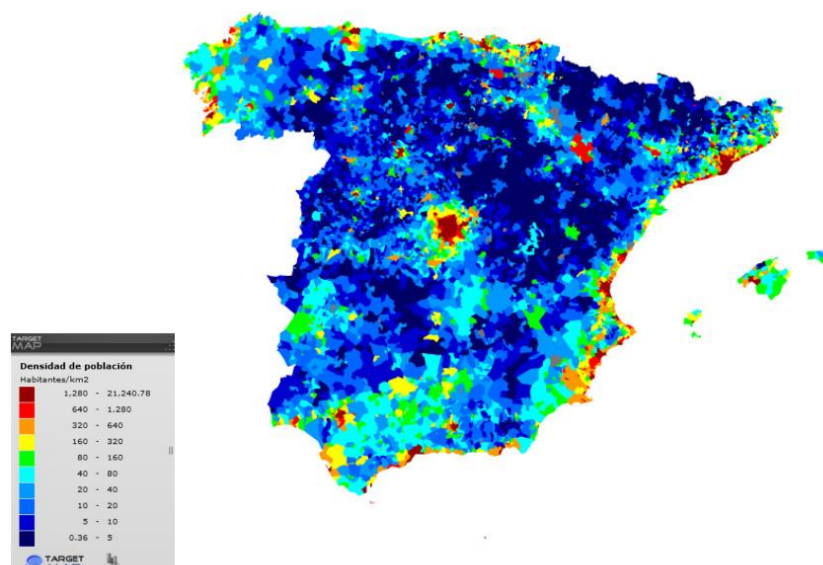 TARGET
MAP
Densidad de población
Habitantes/km2
1,280 - 21,240.78
640 - 1,280
320 - 640
160 - 320
80 - 160
40 - 80
20 - 40
10 - 20
5 - 10
0.36 - 5
TARGET
MAP